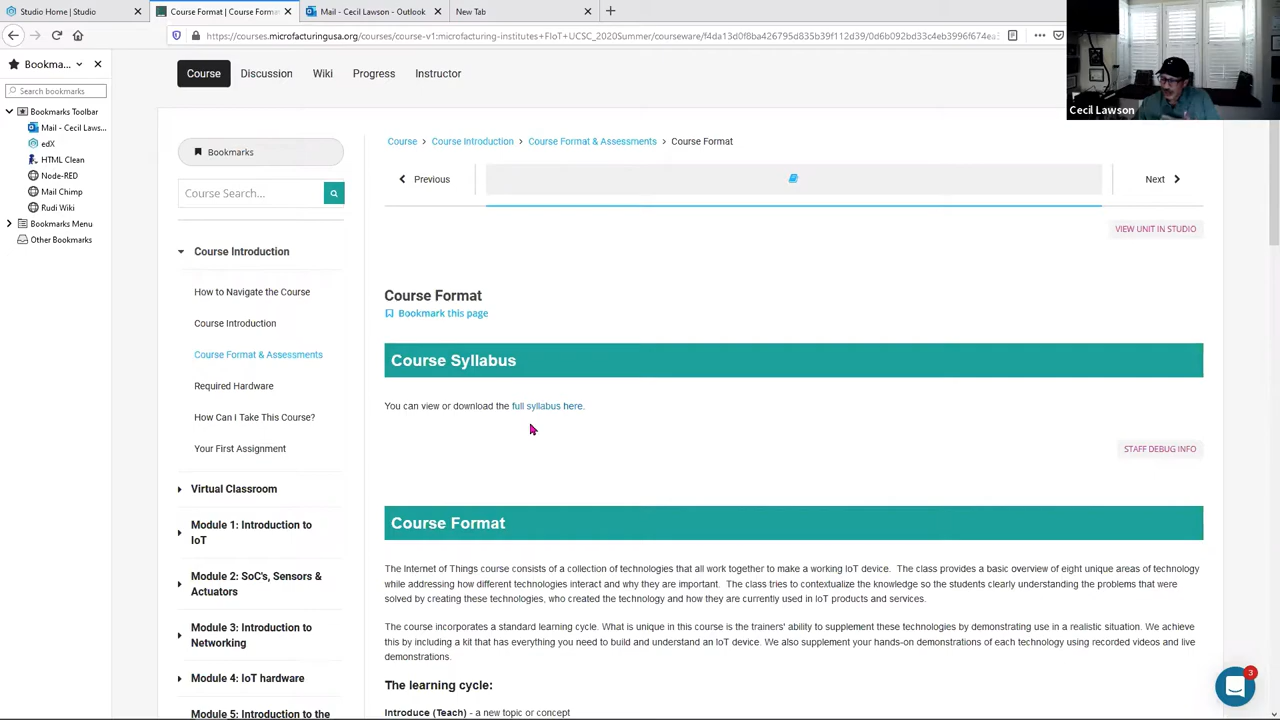 Studio Home | Studio
Course Format | Course Forma
Mail - Cecil Lawson - Outlook
New Tab
Cecil Lawson
Bookma...
Search bookmarks
Bookmarks Toolbar
Mail - Cecil Laws...
edX
HTML Clean
Node-RED
Mail Chimp
Rudi Wiki
Bookmarks Menu
Other Bookmarks
Course
Discussion
Wiki
Progress
Instructor
Bookmarks
Course Search...
Course Introduction
How to Navigate the Course
Course Introduction
Course Format & Assessments
Required Hardware
How Can I Take This Course?
Your First Assignment
Virtual Classroom
Module 1: Introduction to
IoT
Module 2: SoC's, Sensors &
Actuators
Module 3: Introduction to
Networking
Module 4: IoT hardware
Module 5: Introduction to the
Course > Course Introduction > Course Format & Assessments > Course Format
Previous
Next
VIEW UNIT IN STUDIO
Course Format
Bookmark this page
Course Syllabus
You can view or download the full syllabus here.
STAFF DEBUG INFO
Course Format
The Internet of Things course consists of a collection of technologies that all work together to make a working IoT device. The class provides a basic overview of eight unique areas of technology
while addressing how different technologies interact and why they are important. The class tries to contextualize the knowledge so the students clearly understanding the problems that were
solved by creating these technologies, who created the technology and how they are currently used in IoT products and services.
The course incorporates a standard learning cycle. What is unique in this course is the trainers' ability to supplement these technologies by demonstrating use in a realistic situation. We achieve
this by including a kit that has everything you need to build and understand an IoT device. We also supplement your hands-on demonstrations of each technology using recorded videos and live
demonstrations.
The learning cycle:
Introduce (Teach) - a new topic or concept
3